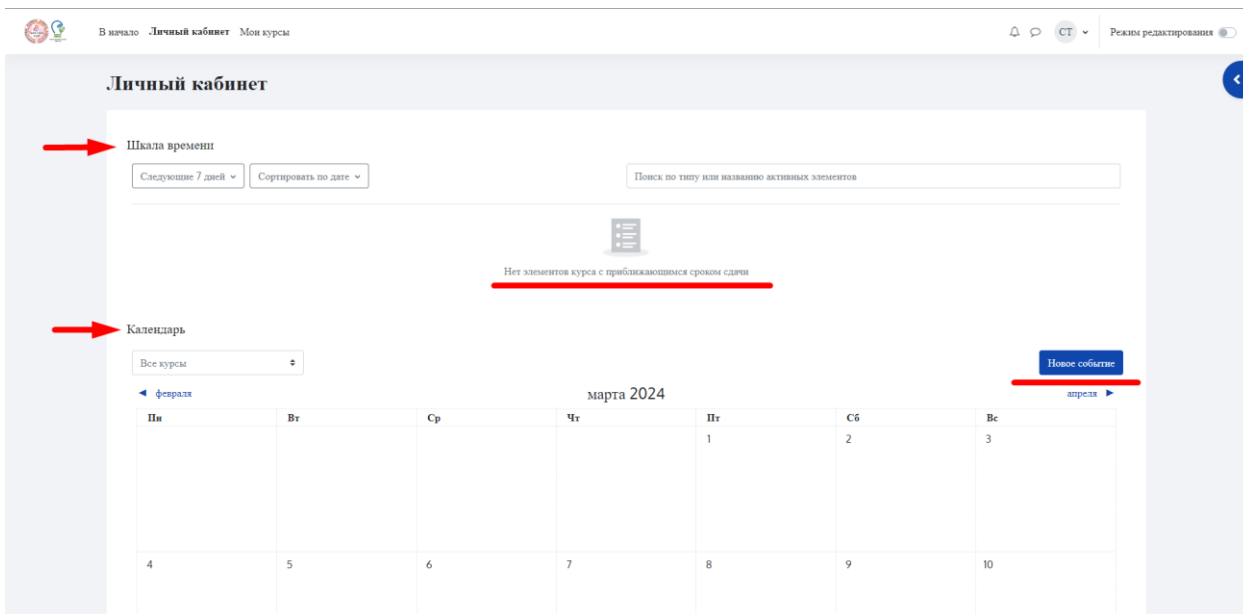 В начало Личный кабинет Мои курсы СТ Режим редактирования
Личный кабинет
Шкала времени
Следующие 7 дней Сортировать по дате Поиск по типу или названию активных элементов
Нет элементов курса с приближающимся сроком сдачи
Календарь
Все курсы Новое событие
◄ февраля марта 2024 апреля ►
Пн Вт Ср Чт Пт Сб Вс
1 2 3
4 5 6 7 8 9 10